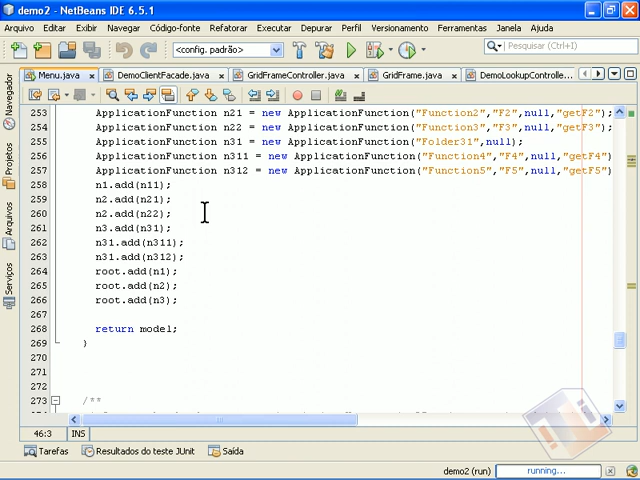 demo2 - NetBeans IDE 6.5.1
Arquivo Editar Exibir Navegar Código-fonte Refatorar Executar Depurar Perfil Versionamento Ferramentas Janela Ajuda
<config. padrão> Pesquisar (Ctrl+I)
Menu.java DemoClientFacade.java GridFrameController.java GridFrame.java DemoLookupControlle...
Navegador
Projetos
Arquivos
Serviços
253 ApplicationFunction n21 = new ApplicationFunction("Function2","F2",null,"getF2");
254 ApplicationFunction n22 = new ApplicationFunction("Function3","F3",null,"getF3");
255 ApplicationFunction n31 = new ApplicationFunction("Folder31",null);
256 ApplicationFunction n311 = new ApplicationFunction("Function4","F4",null,"getF4")
257 ApplicationFunction n312 = new ApplicationFunction("Function5","F5",null,"getF5")
258 n1.add(n11);
259 n2.add(n21);
260 n2.add(n22);
261 n3.add(n31);
262 n31.add(n311);
263 n31.add(n312);
264 root.add(n1);
265 root.add(n2);
266 root.add(n3);
267
268 return model;
269 }
270
271
272
273 /**
46:3 INS
Tarefas Resultados do teste JUnit Saída
demo2 (run) running...